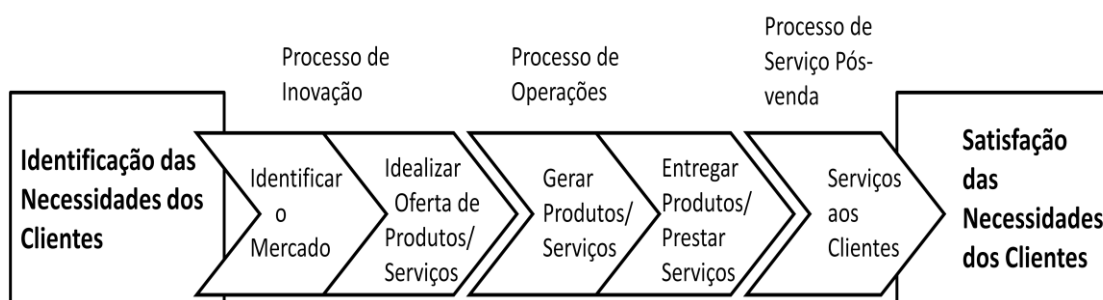 Processo de
Inovação
Processo de
Operações
Processo de
Serviço Pós-
venda
Identificação das
Necessidades dos
Clientes
Identificar
o
Mercado
Idealizar
Oferta de
Produtos/
Serviços
Gerar
Produtos/
Serviços
Entregar
Produtos/
Prestar
Serviços
Serviços
aos
Clientes
Satisfação
das
Necessidades
dos Clientes